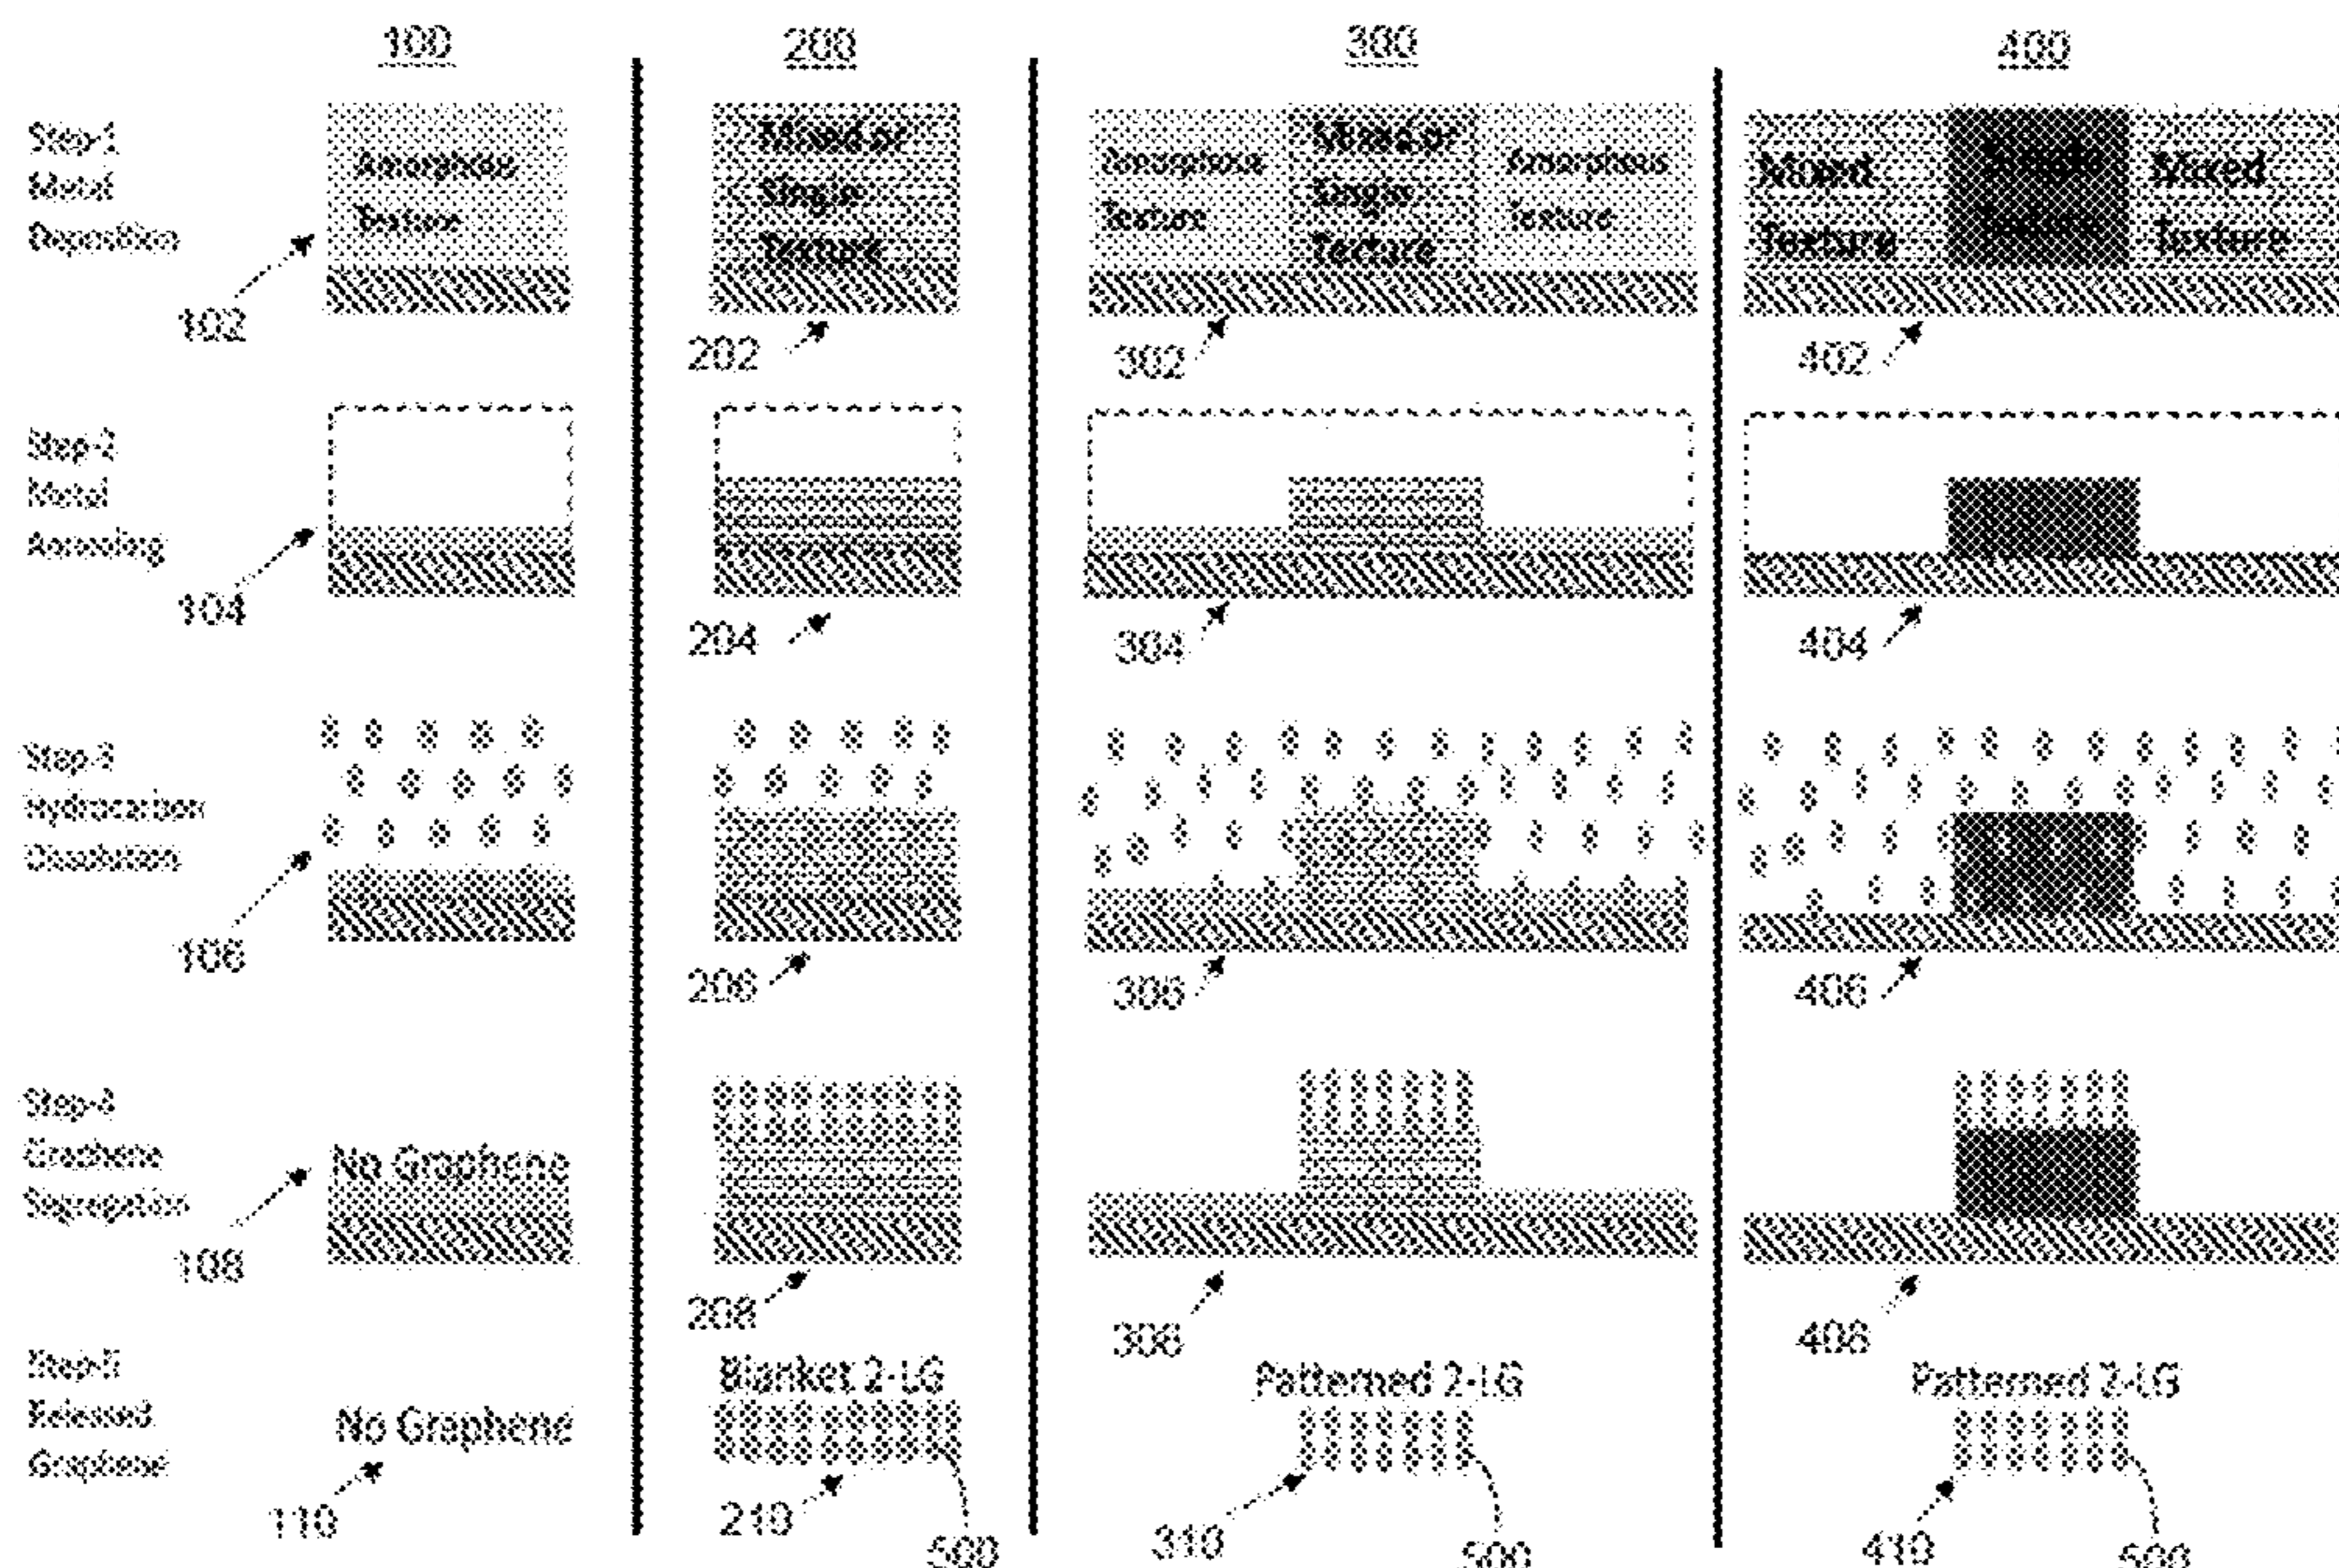 100
200
300
400
Step-1
Metal
Deposition
Amorphous
Texture
Mixed or
Single
Texture
Amorphous
Texture
Mixed or
Single
Texture
Amorphous
Texture
Mixed
Texture
Single
Texture
Mixed
Texture
102
202
302
402
Step-2
Metal
Annealing
104
204
304
404
Step-3
Hydrocarbon
106
206
306
406
Step-4
Graphene
Segregation
No Graphene
108
208
308
408
Step-5
Released
Graphene
No Graphene
Blanket 2-LG
Patterned 2-LG
Patterned 2-LG
110
210
310
410
500
500
500